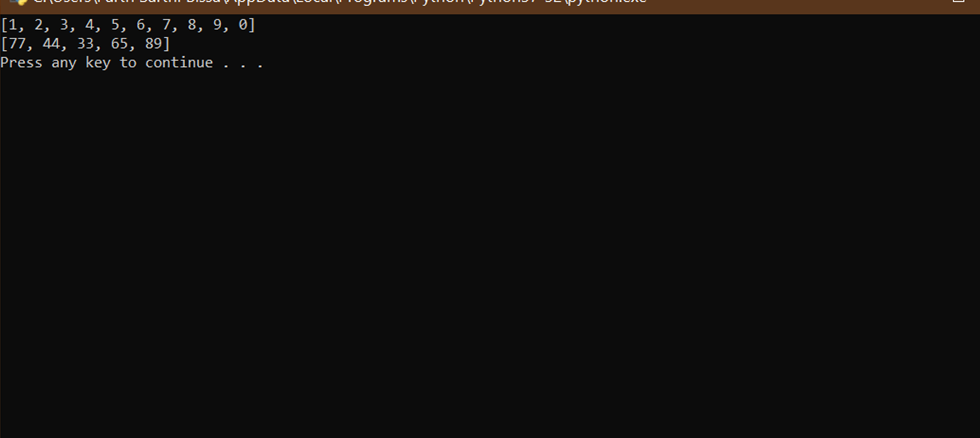 [1, 2, 3, 4, 5, 6, 7, 8, 9, 0]
[77, 44, 33, 65, 89]
Press any key to continue . . .